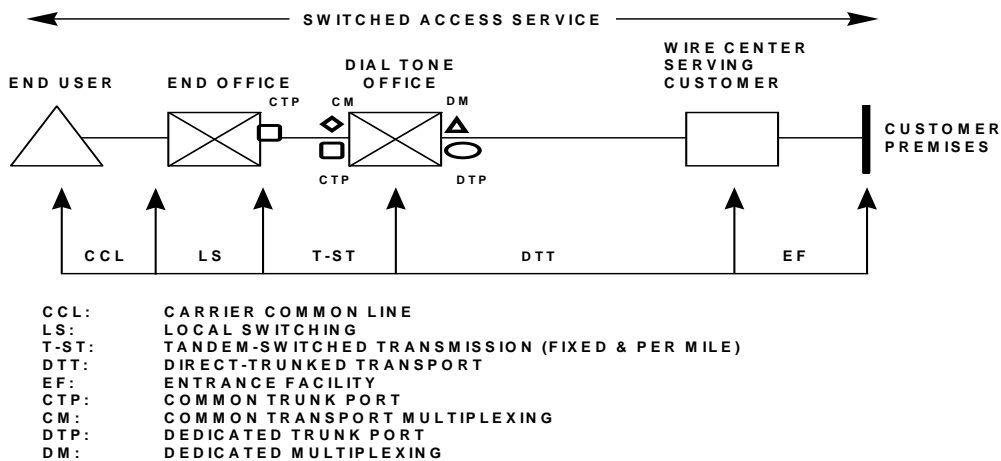 SWITCHED ACCESS SERVICE
WIRE CENTER
SERVING
CUSTOMER
DIAL TONE
OFFICE
END USER
END OFFICE
CTP
CM
DM
CUSTOMER
PREMISES
CTP
DTP
CCL
LS
T-ST
DTT
EF
CCL: CARRIER COMMON LINE
LS: LOCAL SWITCHING
T-ST: TANDEM-SWITCHED TRANSMISSION (FIXED & PER MILE)
DTT: DIRECT-TRUNKED TRANSPORT
EF: ENTRANCE FACILITY
CTP: COMMON TRUNK PORT
CM: COMMON TRANSPORT MULTIPLEXING
DTP: DEDICATED TRUNK PORT
DM: DEDICATED MULTIPLEXING